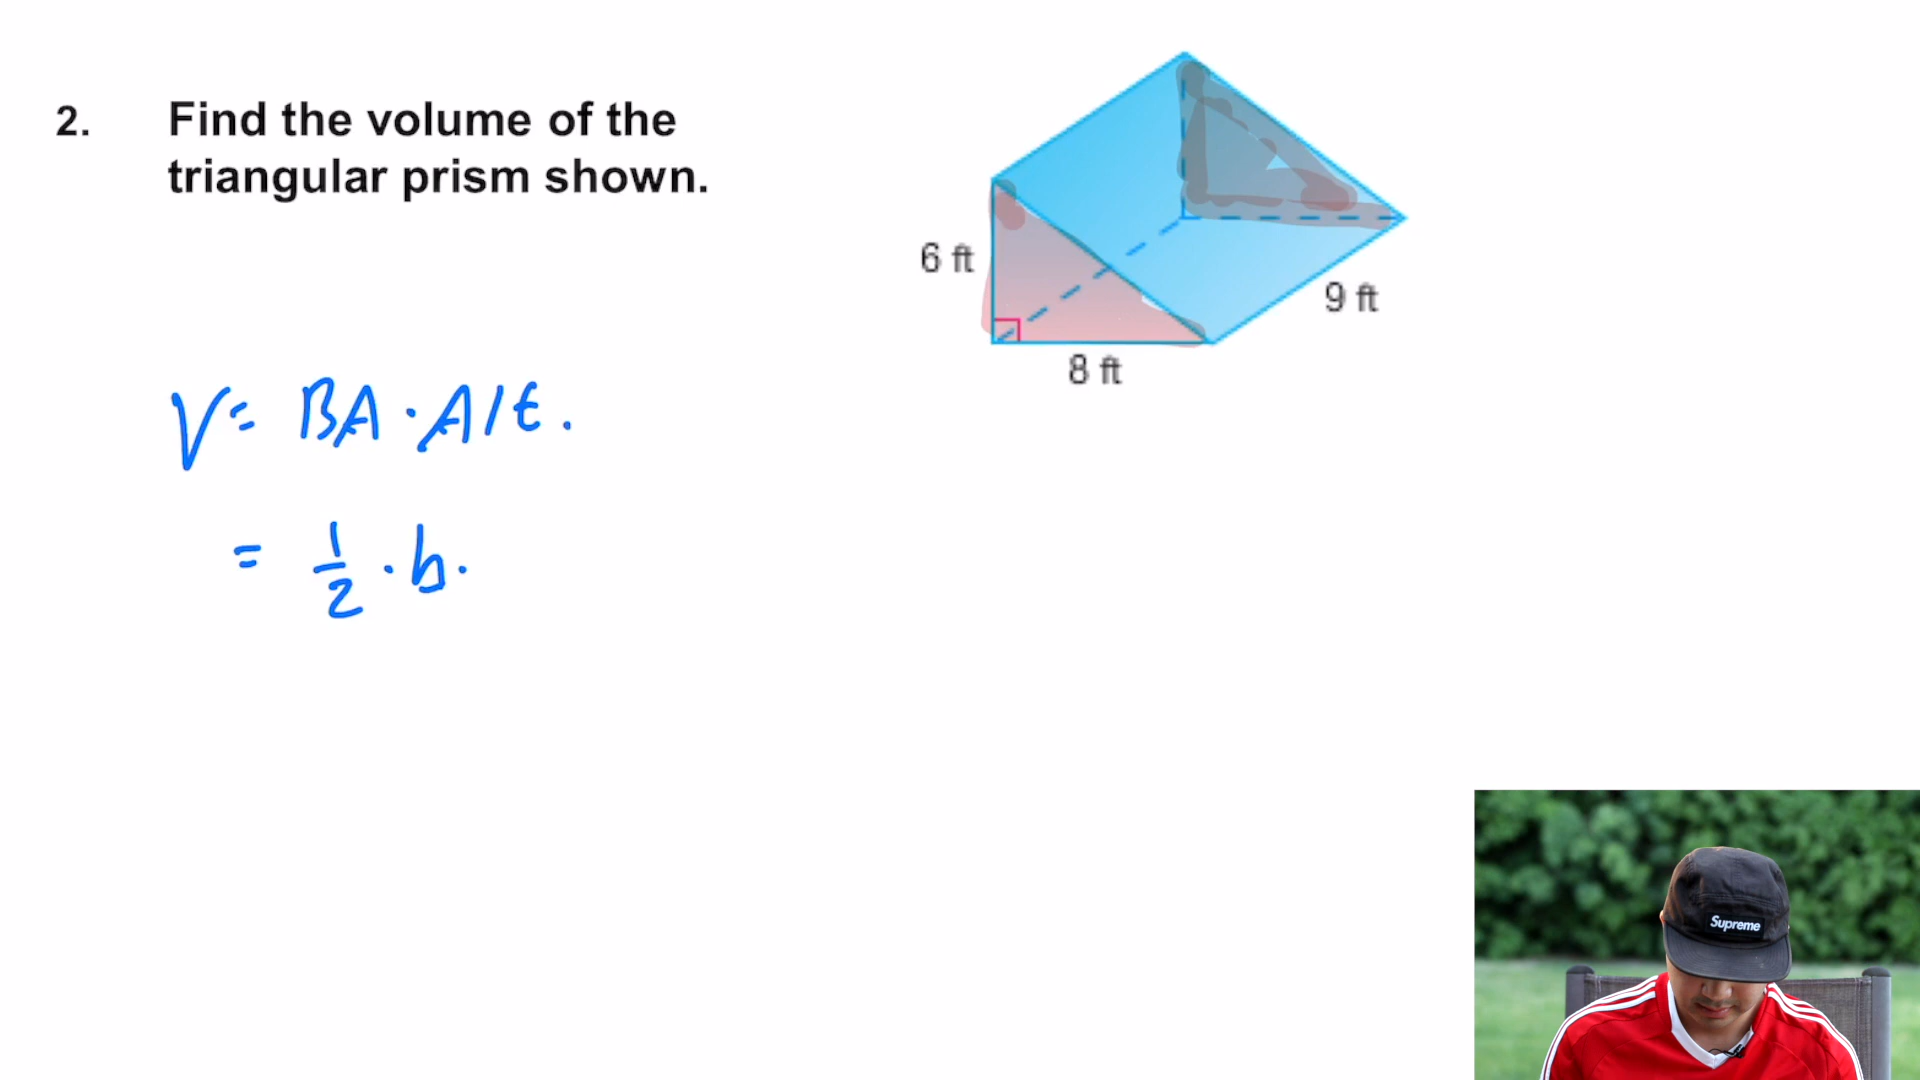 2. Find the volume of the
triangular prism shown.
6 ft
9 ft
8 ft
V= BA · Alt.
= 1/2 · b ·
Supreme